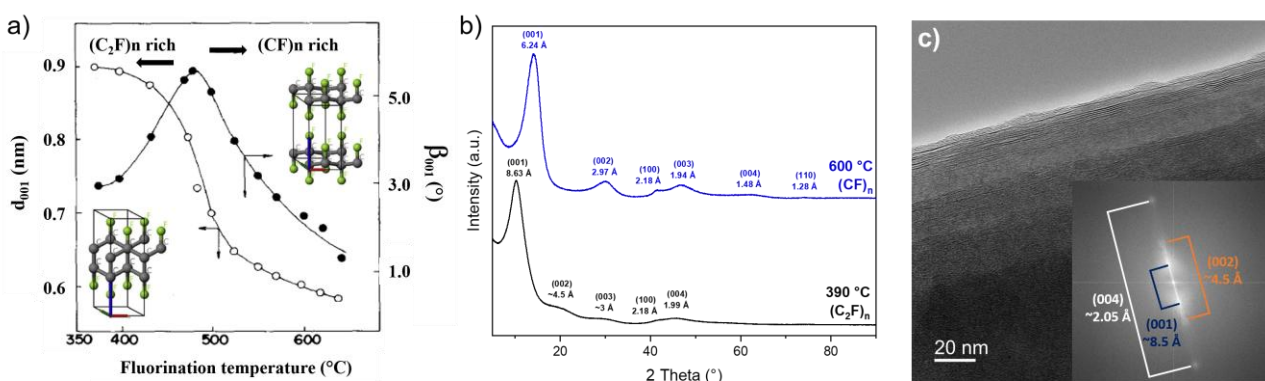 a)
(C₂F)n rich
(CF)n rich
0.9
0.8
0.7
0.6
d₀₀₁ (nm)
5.0
3.0
1.0
β₀₀₁ (°)
350
400
500
600
Fluorination temperature (°C)
b)
(001)
6.24 Å
(002)
2.97 Å
(100)
2.18 Å
(003)
1.94 Å
(004)
1.48 Å
(110)
1.28 Å
600 °C
(CF)ₙ
(001)
8.63 Å
(002)
~4.5 Å
(003)
~3 Å
(100)
2.18 Å
(004)
1.99 Å
390 °C
(C₂F)ₙ
Intensity (a.u.)
20
40
60
80
2 Theta (°)
c)
20 nm
(004)
~2.05 Å
(002)
~4.5 Å
(001)
~8.5 Å